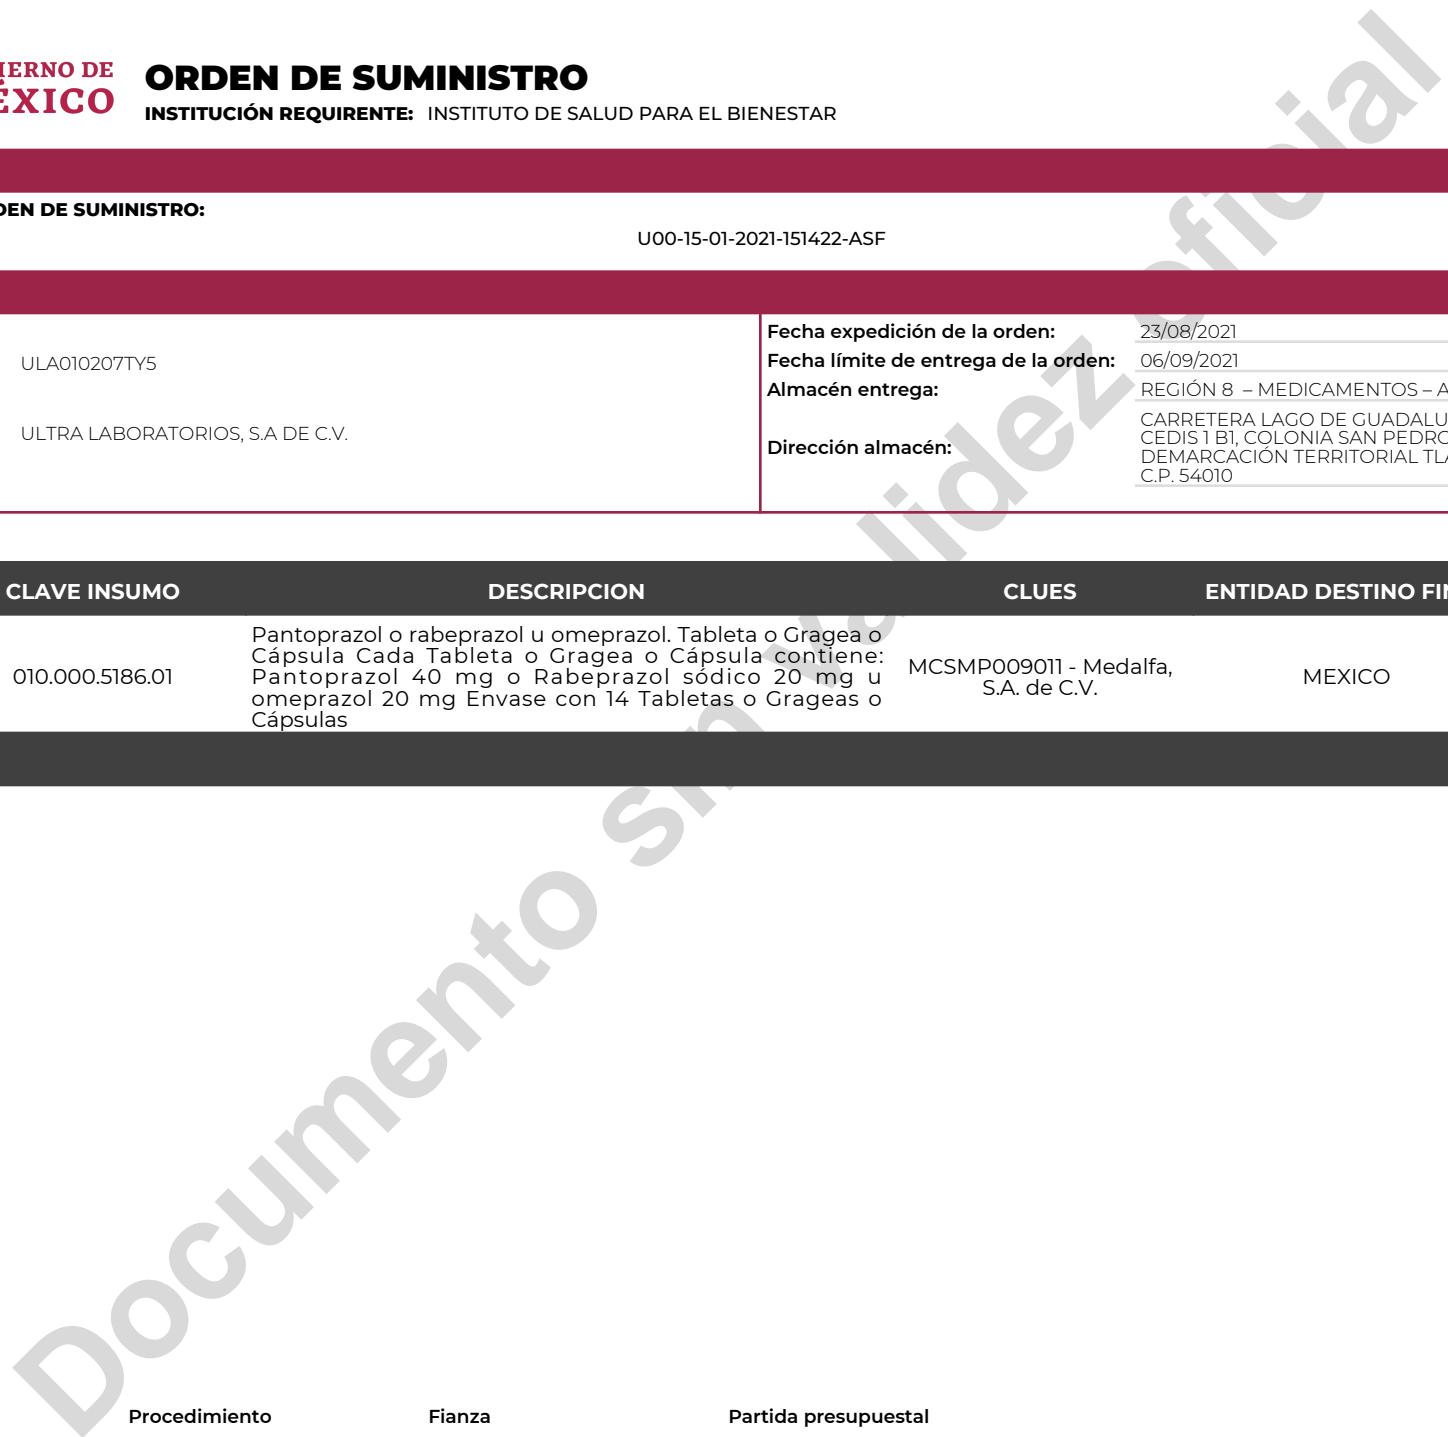 IERNO DE
ÉXICO
ORDEN DE SUMINISTRO
INSTITUCIÓN REQUIRENTE: INSTITUTO DE SALUD PARA EL BIENESTAR
DEN DE SUMINISTRO:
U00-15-01-2021-151422-ASF
ULA010207TY5
ULTRA LABORATORIOS, S.A DE C.V.
Fecha expedición de la orden: 23/08/2021
Fecha límite de entrega de la orden: 06/09/2021
Almacén entrega: REGIÓN 8 – MEDICAMENTOS – A
Dirección almacén:
CARRETERA LAGO DE GUADALU
CEDIS 1 B1, COLONIA SAN PEDRO
DEMARCACIÓN TERRITORIAL TLA
C.P. 54010
CLAVE INSUMO DESCRIPCION CLUES ENTIDAD DESTINO FIN
010.000.5186.01
Pantoprazol o rabeprazol u omeprazol. Tableta o Gragea o
Cápsula Cada Tableta o Gragea o Cápsula contiene:
Pantoprazol 40 mg o Rabeprazol sódico 20 mg u
omeprazol 20 mg Envase con 14 Tabletas o Grageas o
Cápsulas
MCSMP009011 - Medalfa,
S.A. de C.V.
MEXICO
Documento sin validez oficial
Procedimiento Fianza Partida presupuestal